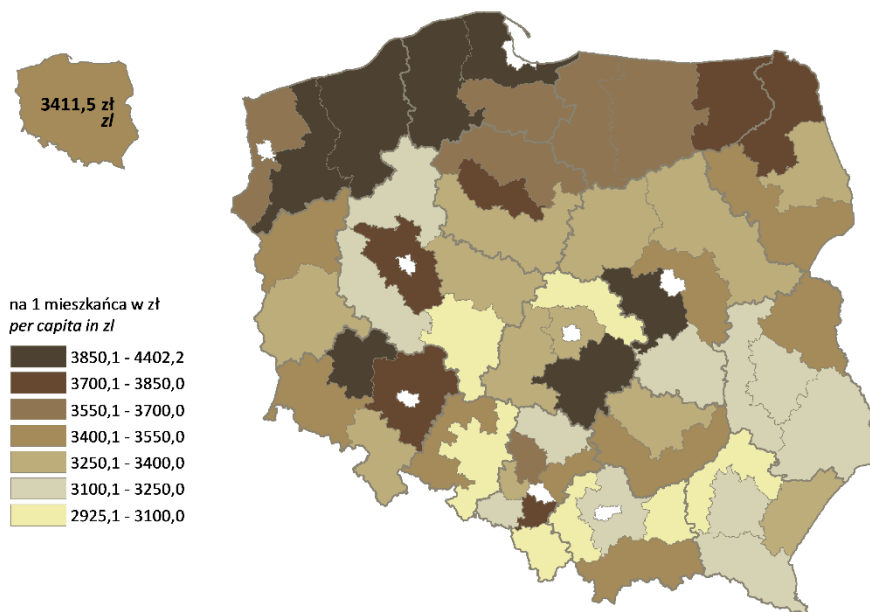 3411,5 zł
zl
na 1 mieszkańca w zł
per capita in zl
3850,1 - 4402,2
3700,1 - 3850,0
3550,1 - 3700,0
3400,1 - 3550,0
3250,1 - 3400,0
3100,1 - 3250,0
2925,1 - 3100,0